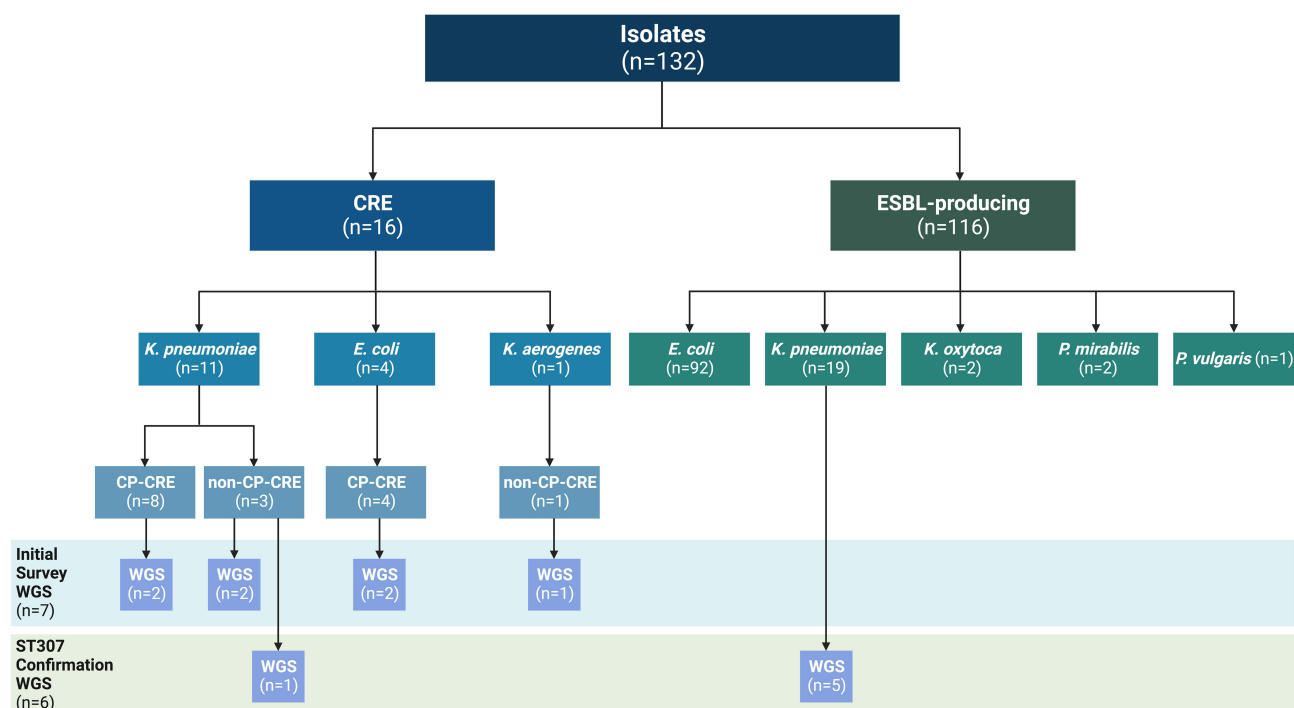 Isolates
(n=132)
CRE
(n=16)
ESBL-producing
(n=116)
K. pneumoniae
(n=11)
E. coli
(n=4)
K. aerogenes
(n=1)
E. coli
(n=92)
K. pneumoniae
(n=19)
K. oxytoca
(n=2)
P. mirabilis
(n=2)
P. vulgaris (n=1)
CP-CRE
(n=8)
non-CP-CRE
(n=3)
CP-CRE
(n=4)
non-CP-CRE
(n=1)
Initial
Survey
WGS
(n=7)
WGS
(n=2)
WGS
(n=2)
WGS
(n=2)
WGS
(n=1)
ST307
Confirmation
WGS
(n=6)
WGS
(n=1)
WGS
(n=5)